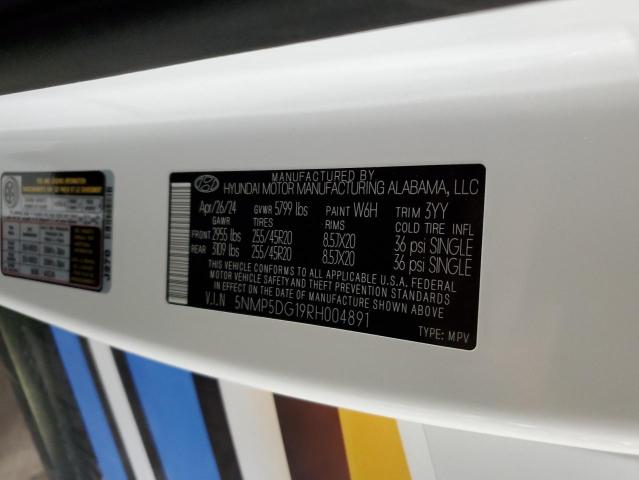 MANUFACTURED BY
HYUNDAI MOTOR MANUFACTURING ALABAMA, LLC
Apr/26/24 GVWR 5799 lbs PAINT W6H TRIM 3YY
GAWR TIRES RIMS COLD TIRE INFL
FRONT 2955 lbs 255/45R20 8.5JX20 36 psi SINGLE
REAR 3109 lbs 255/45R20 8.5JX20 36 psi SINGLE
THIS VEHICLE CONFORMS TO ALL APPLICABLE U.S.A. FEDERAL
MOTOR VEHICLE SAFETY AND THEFT PREVENTION STANDARDS
IN EFFECT ON THE DATE OF MANUFACTURE SHOWN ABOVE.
V.I.N 5NMP5DG19RH004891
TYPE: MPV